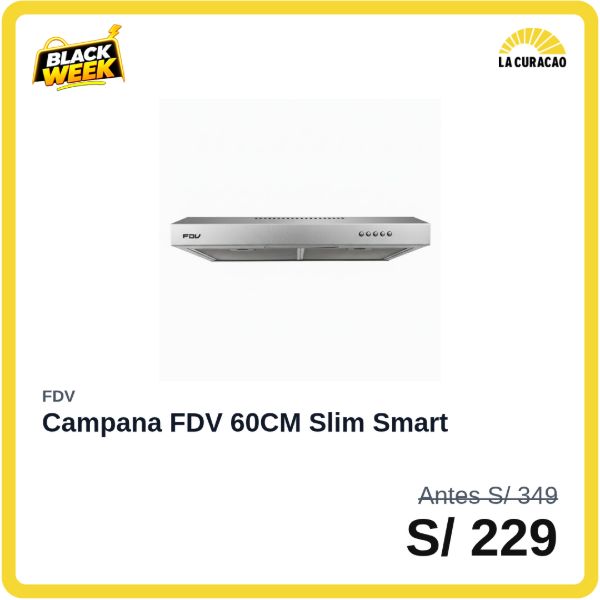 BLACK
WEEK
LA CURACAO
FDV
FDV
Campana FDV 60CM Slim Smart
Antes S/ 349
S/ 229